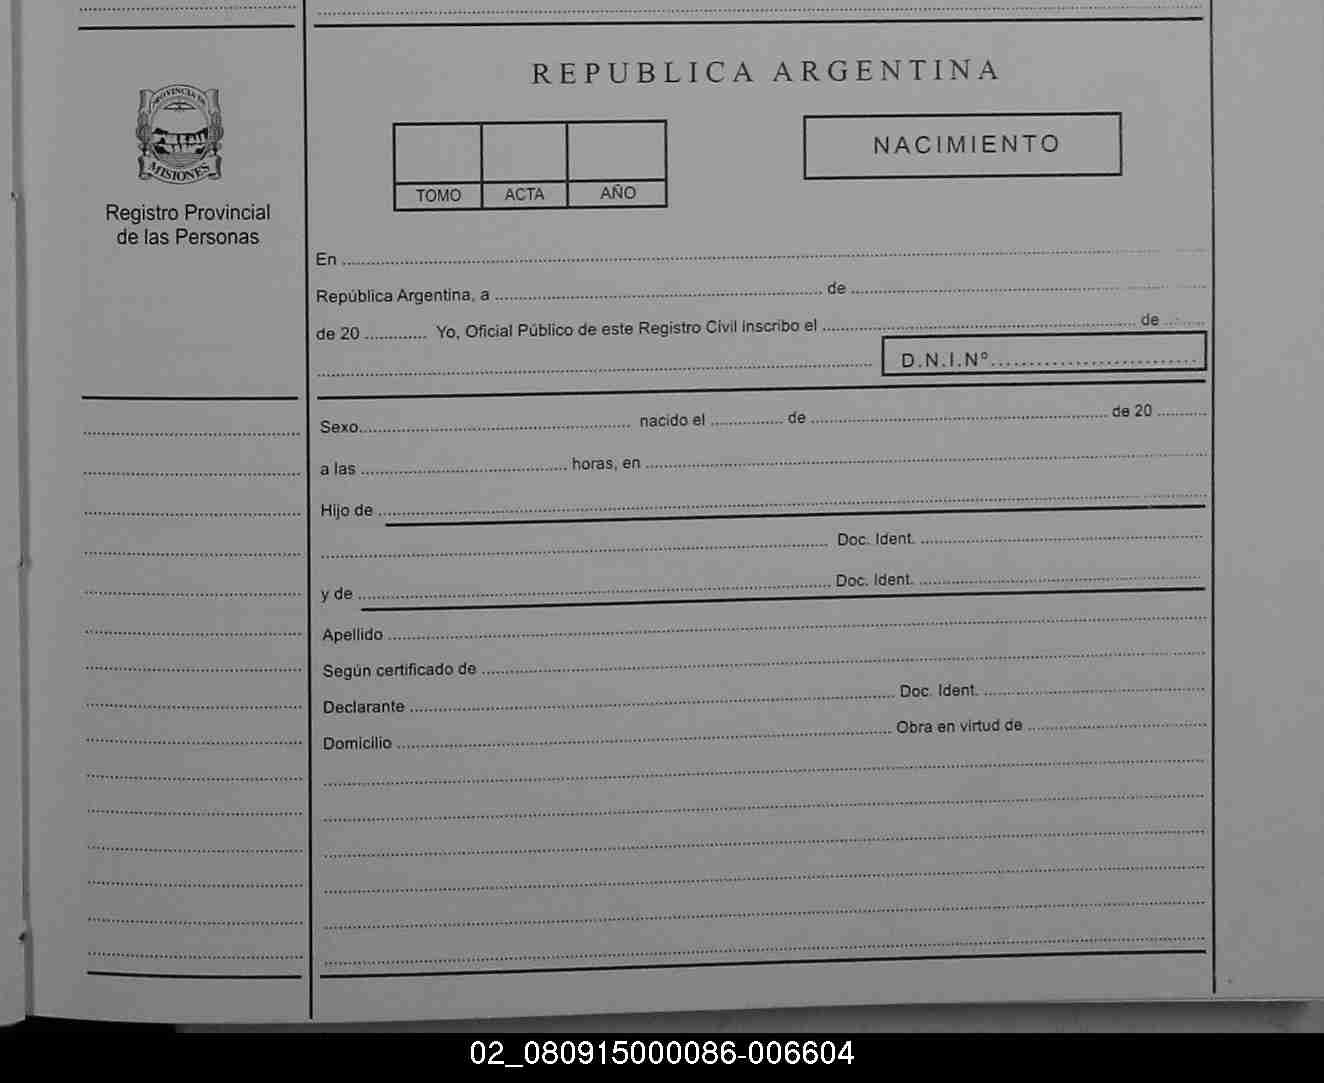 REPUBLICA ARGENTINA
PROVINCIA DE
MISIONES
Registro Provincial
de las Personas
TOMO ACTA AÑO
NACIMIENTO
En
República Argentina, a de
de 20 Yo, Oficial Público de este Registro Civil inscribo el de
D.N.I.Nº
Sexo nacido el de de 20
a las horas, en
Hijo de
Doc. Ident.
y de Doc. Ident.
Apellido
Según certificado de
Declarante Doc. Ident.
Domicilio Obra en virtud de
02_080915000086-006604